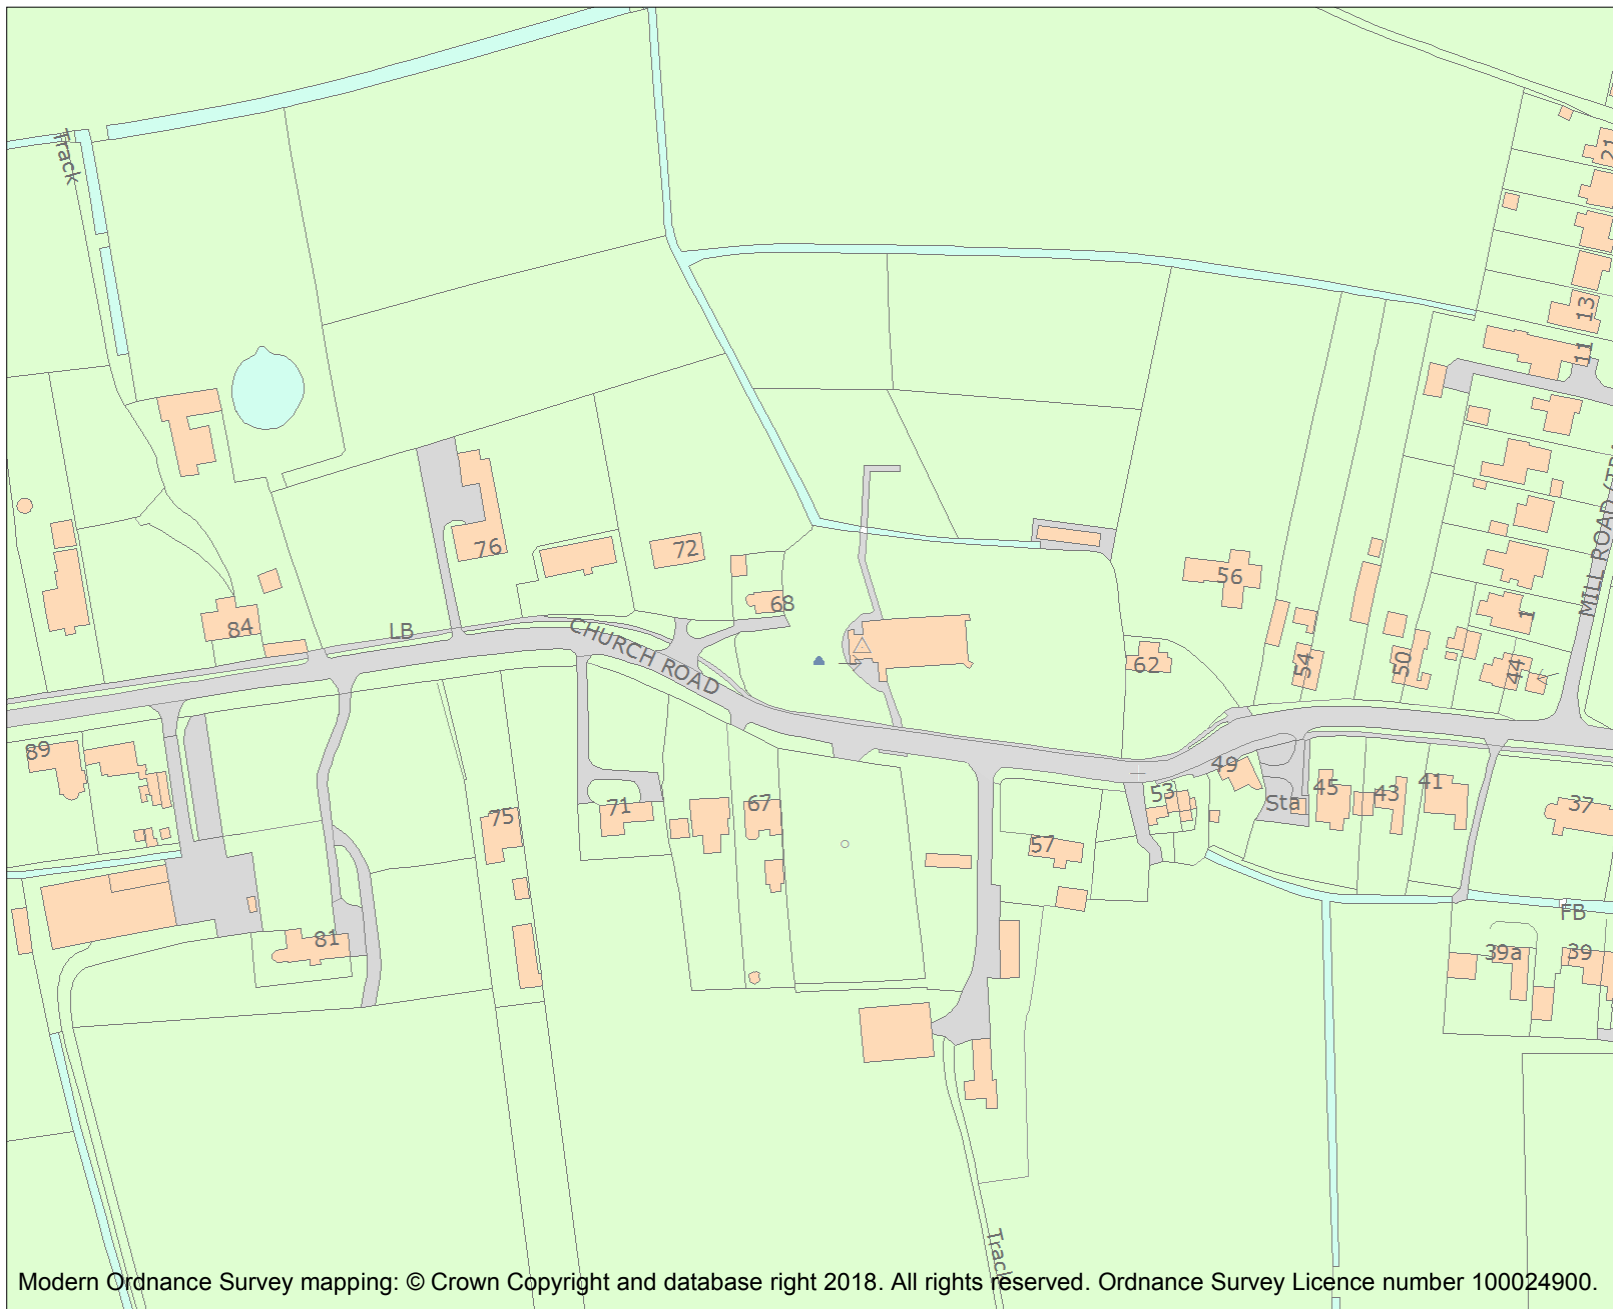 Track
21
13
11
MILL ROAD
76
72
68
56
84
LB
CHURCH ROAD
62
54
50
44
1
89
49
53
Sta
45
43
41
37
75
71
67
57
81
FB
39a
39
Track
Modern Ordnance Survey mapping: © Crown Copyright and database right 2018. All rights reserved. Ordnance Survey Licence number 100024900.